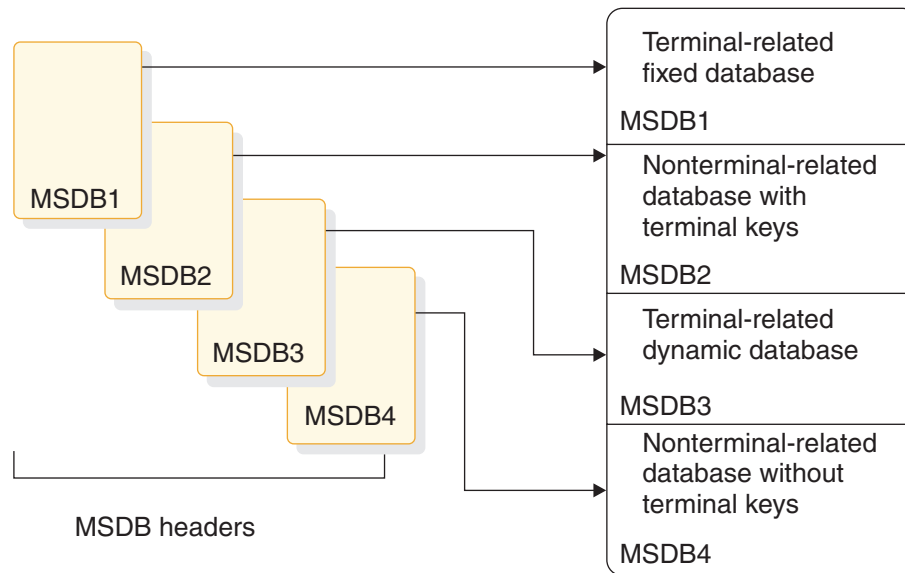 MSDB1
MSDB2
MSDB3
MSDB4
MSDB headers
Terminal-related
fixed database
MSDB1
Nonterminal-related
database with
terminal keys
MSDB2
Terminal-related
dynamic database
MSDB3
Nonterminal-related
database without
terminal keys
MSDB4